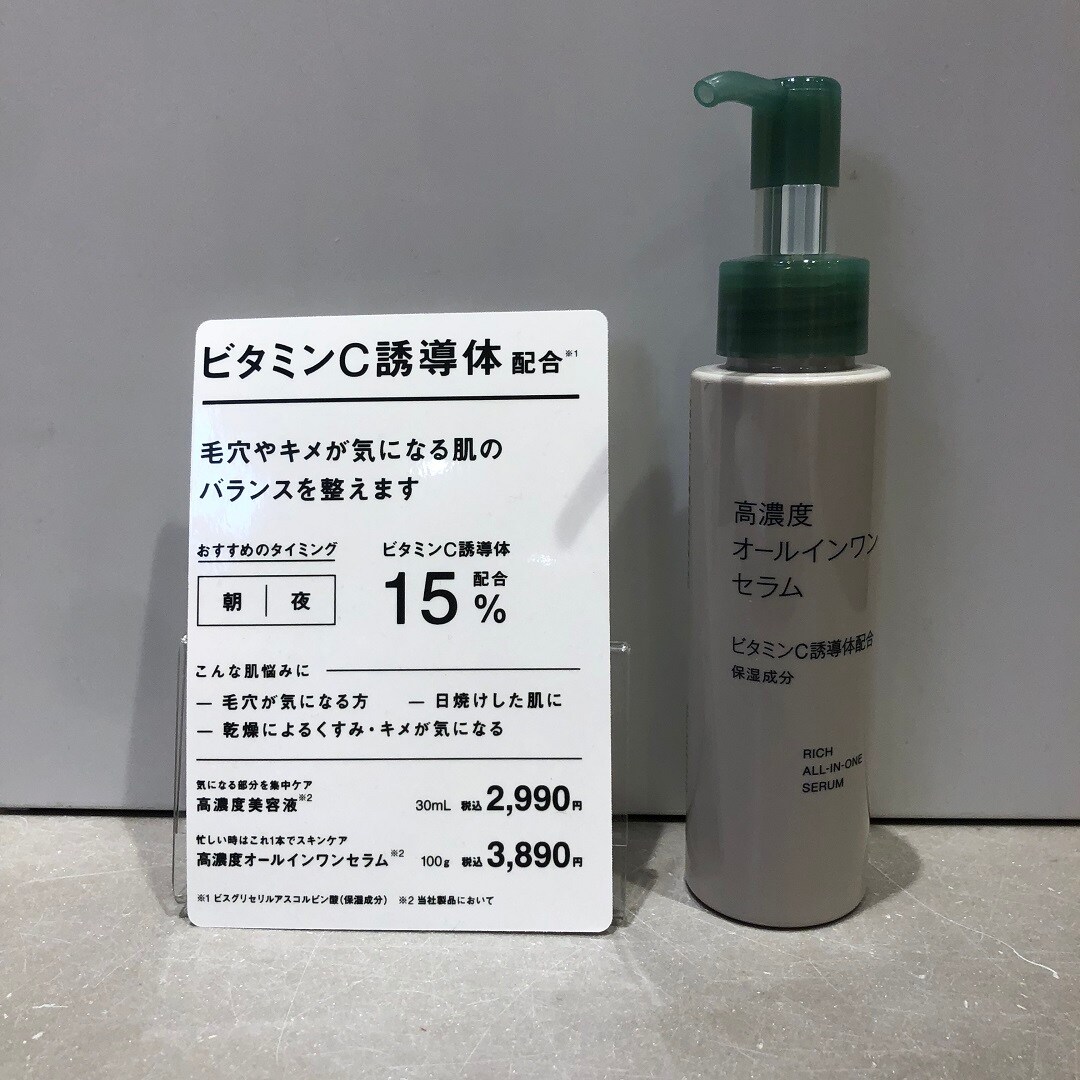 ビタミンC誘導体 配合※1
毛穴やキメが気になる肌の
バランスを整えます
おすすめのタイミング
朝 | 夜
ビタミンC誘導体
15% 配合
こんな肌悩みに
— 毛穴が気になる方 — 日焼けした肌に
— 乾燥によるくすみ・キメが気になる
気になる部分を集中ケア
高濃度美容液※2 30mL 税込 2,990円
忙しい時はこれ1本でスキンケア
高濃度オールインワンセラム※2 100g 税込 3,890円
※1 ビスグリセリルアスコルビン酸(保湿成分) ※2 当社製品において
高濃度
オールインワン
セラム
ビタミンC誘導体配合
保湿成分
RICH
ALL-IN-ONE
SERUM